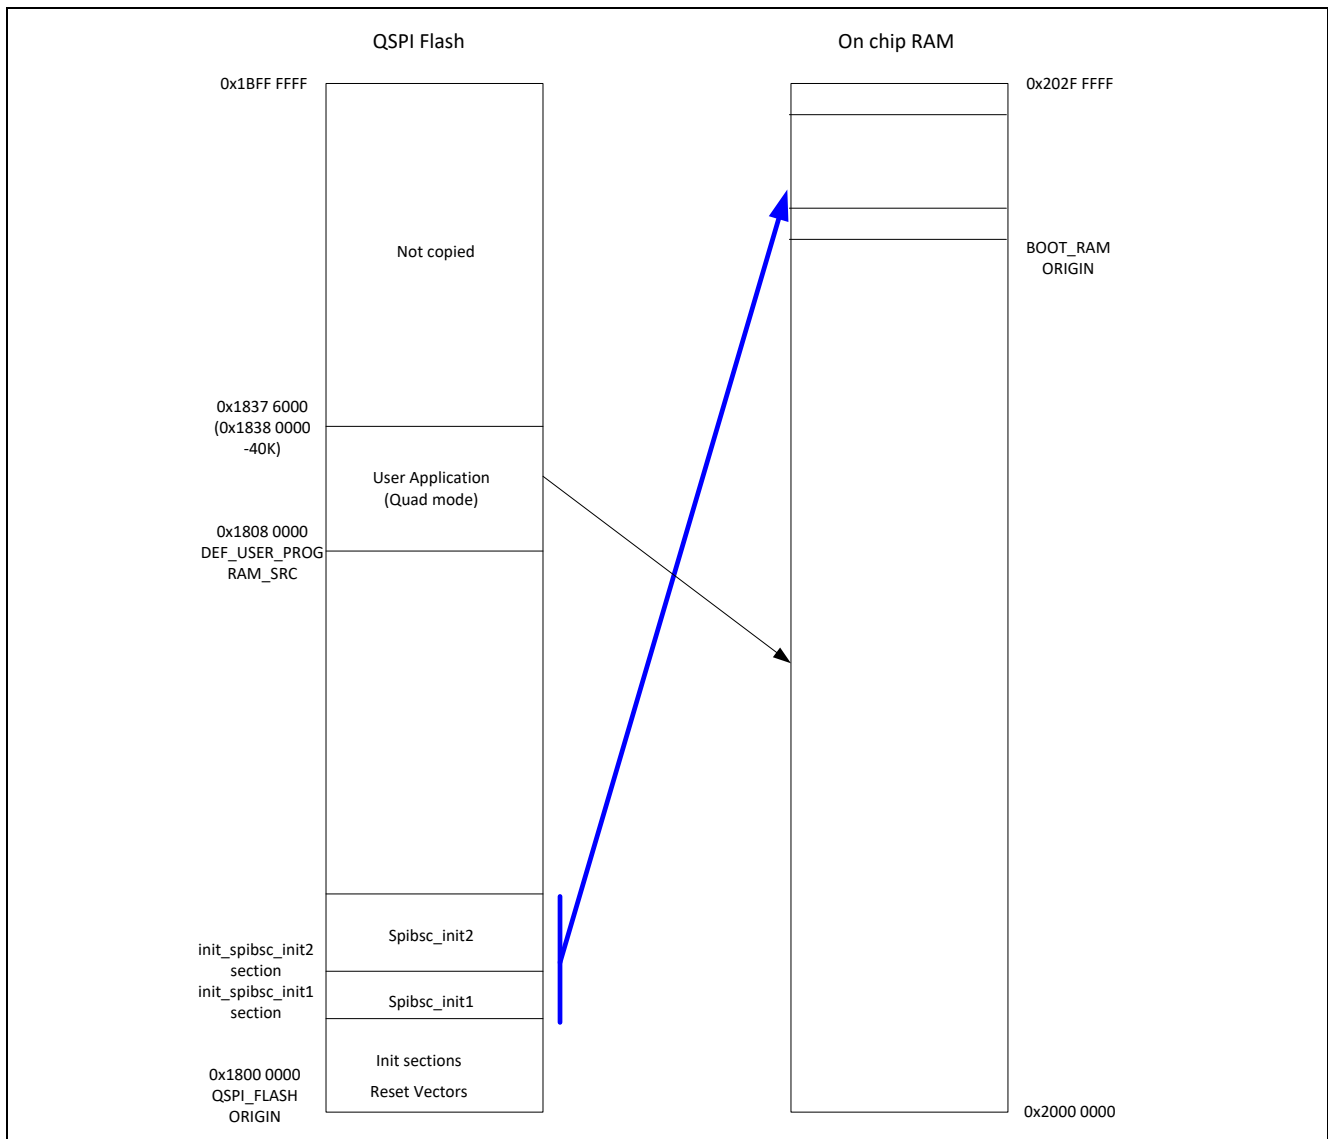 QSPI Flash
On chip RAM
0x1BFF FFFF
0x202F FFFF
Not copied
BOOT_RAM
ORIGIN
0x1837 6000
(0x1838 0000
-40K)
User Application
(Quad mode)
0x1808 0000
DEF_USER_PROG
RAM_SRC
Spibsc_init2
init_spibsc_init2
section
init_spibsc_init1
section
Spibsc_init1
Init sections
Reset Vectors
0x1800 0000
QSPI_FLASH
ORIGIN
0x2000 0000